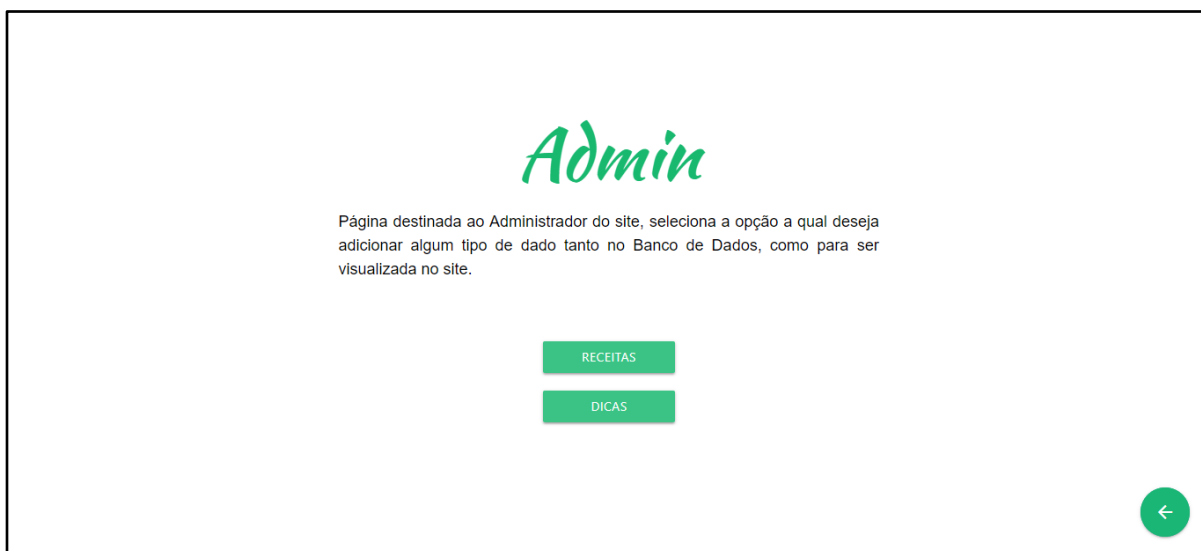 Admin
Página destinada ao Administrador do site, seleciona a opção a qual deseja
adicionar algum tipo de dado tanto no Banco de Dados, como para ser
visualizada no site.
RECEITAS
DICAS